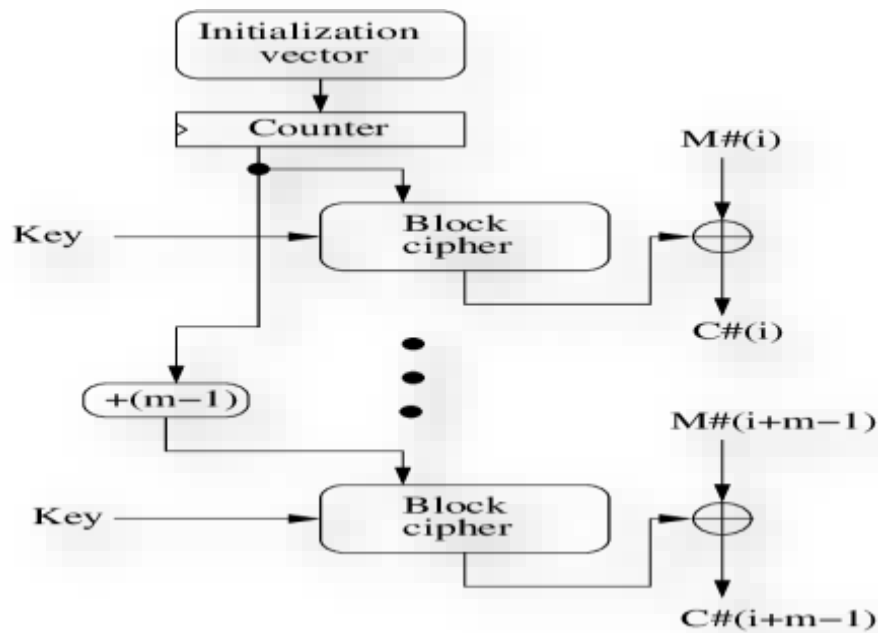 Initialization
vector
Counter
M#(i)
Key
Block
cipher
C#(i)
+(m−1)
M#(i+m−1)
Key
Block
cipher
C#(i+m−1)